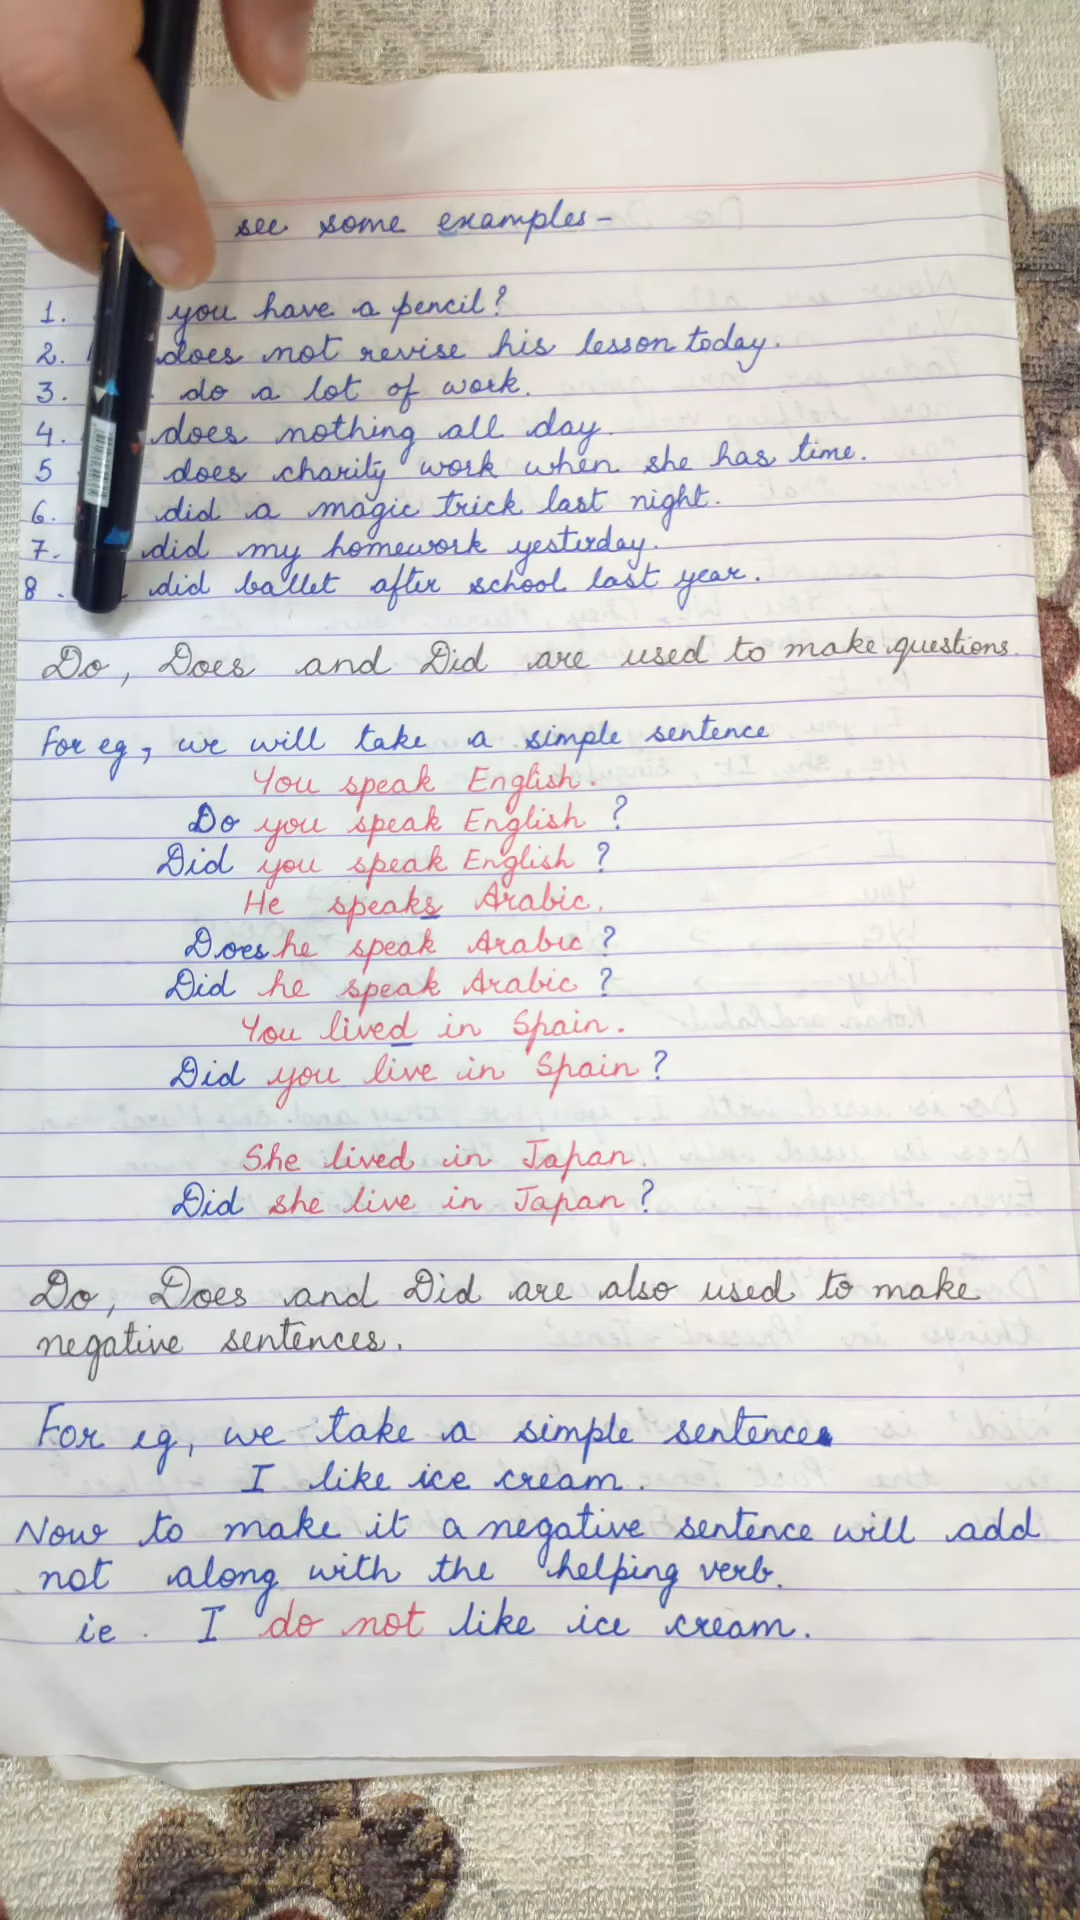 see some examples-
1. you have a pencil?
2. does not revise his lesson today.
3. do a lot of work.
4. does nothing all day.
5 does charity work when she has time.
6. did a magic trick last night.
7. did my homework yesterday.
8. did ballet after school last year.
Do, Does and Did are used to make questions.
For eg, we will take a simple sentence
You speak English.
Do you speak English?
Did you speak English?
He speaks Arabic.
Does he speak Arabic?
Did he speak Arabic?
You lived in Spain.
Did you live in Spain?
She lived in Japan.
Did she live in Japan?
Do, Does and Did are also used to make
negative sentences.
For eg, we take a simple sentence
I like ice cream.
Now to make it a negative sentence will add
not along with the helping verb.
ie. I do not like ice cream.